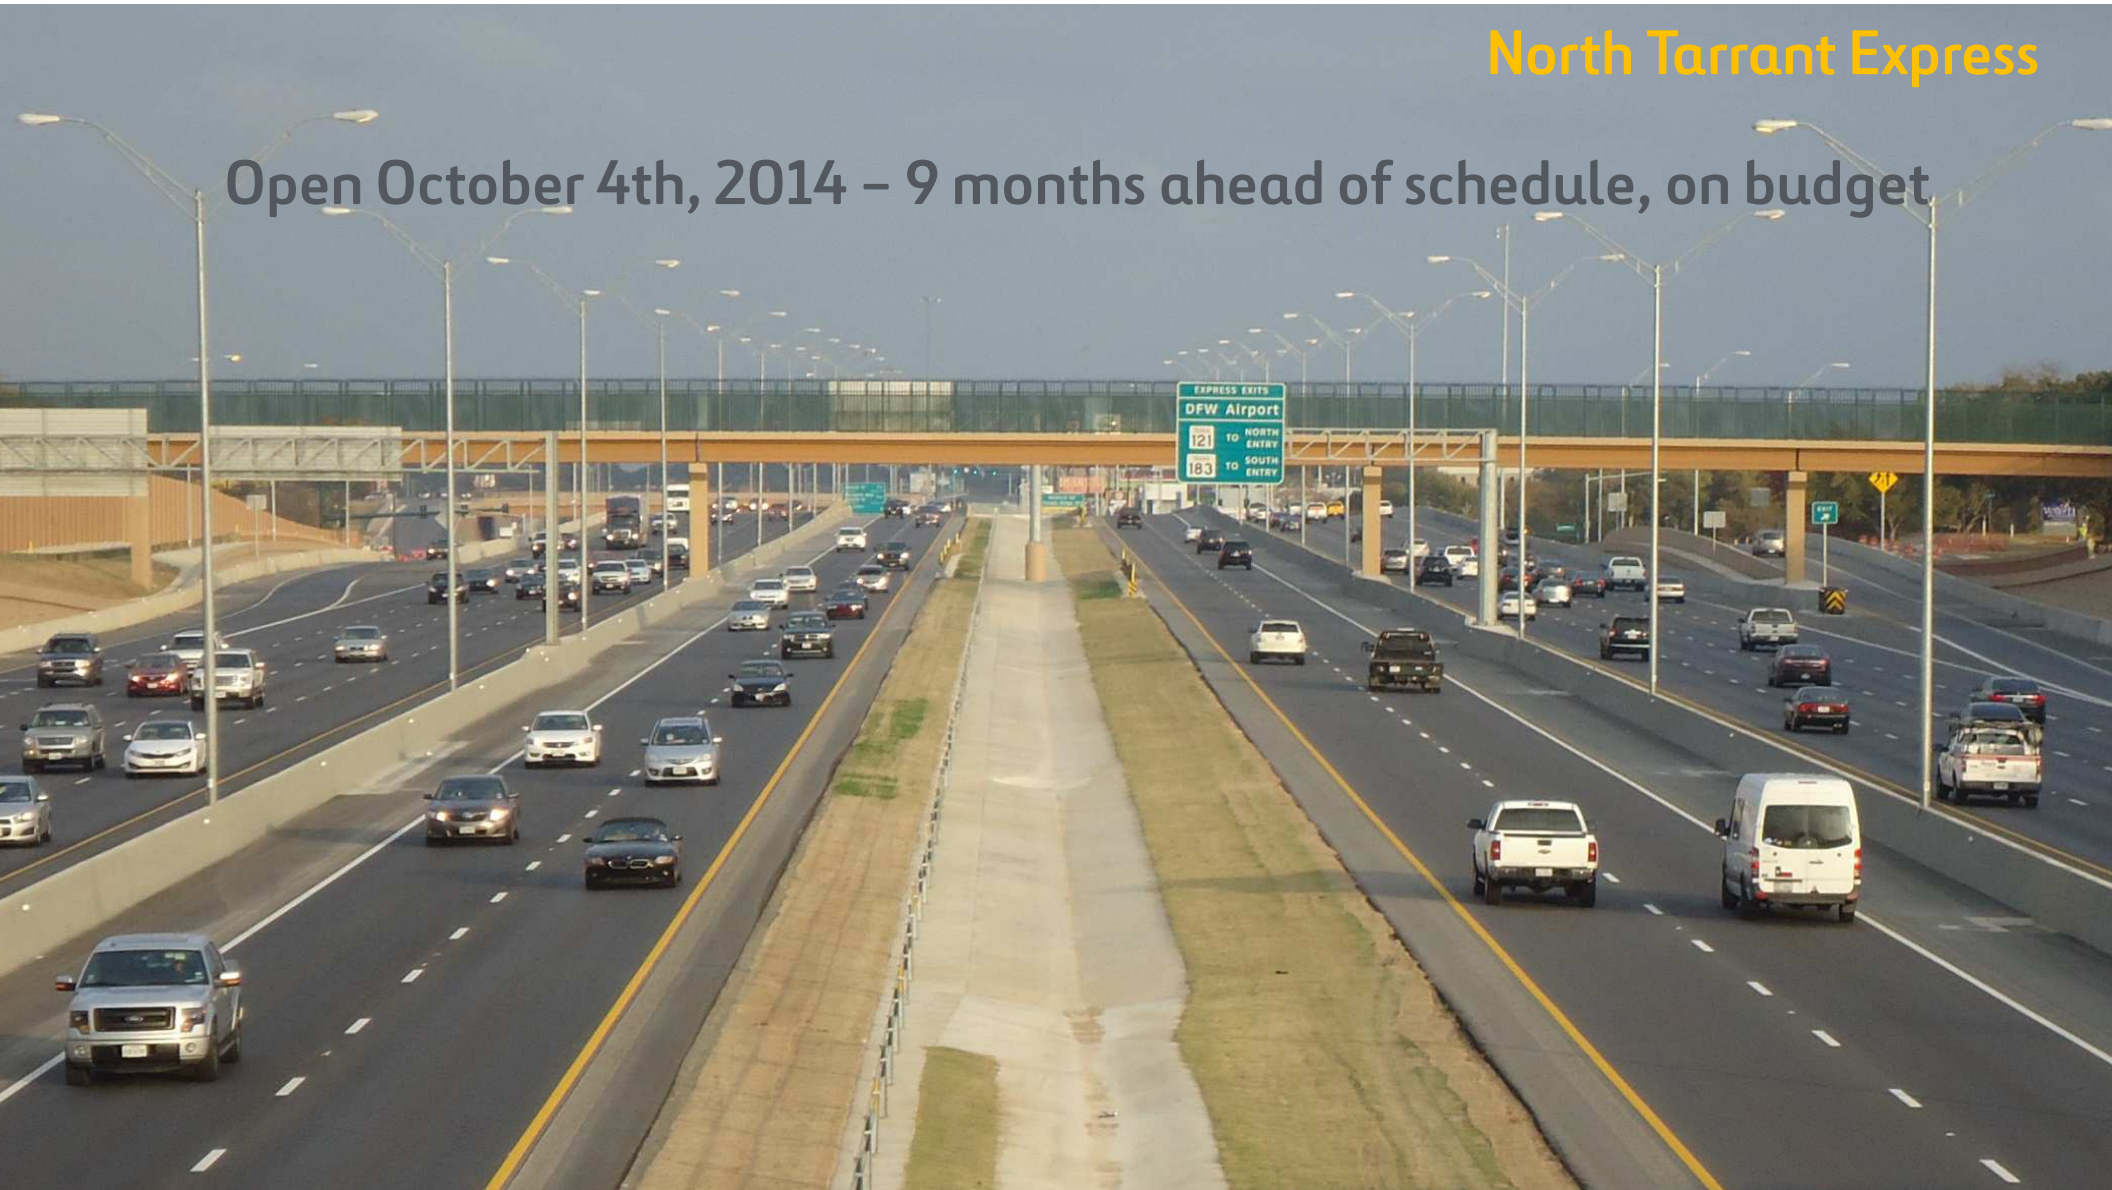 North Tarrant Express
Open October 4th, 2014 – 9 months ahead of schedule, on budget
EXPRESS EXITS
DFW Airport
121 TO NORTH ENTRY
183 TO SOUTH ENTRY
EXIT